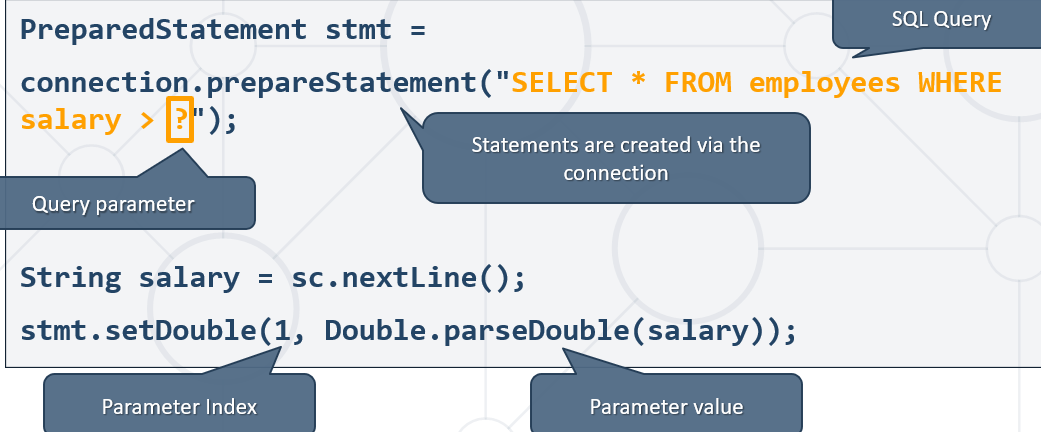 PreparedStatement stmt =
SQL Query
connection.prepareStatement("SELECT * FROM employees WHERE
salary > ?");
Statements are created via the
connection
Query parameter
String salary = sc.nextLine();
stmt.setDouble(1, Double.parseDouble(salary));
Parameter Index
Parameter value